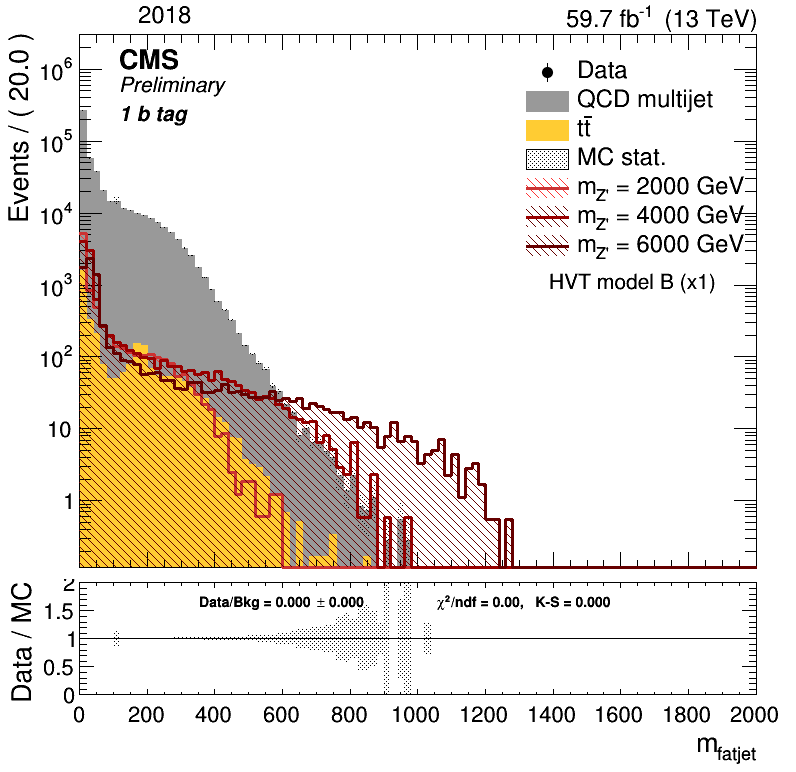 2018
59.7 fb⁻¹ (13 TeV)
CMS
Preliminary
1 b tag
Data
QCD multijet
tt̄
MC stat.
m_Z' = 2000 GeV
m_Z' = 4000 GeV
m_Z' = 6000 GeV
HVT model B (x1)
Events / ( 20.0 )
10⁶
10⁵
10⁴
10³
10²
10
1
Data / MC
2
1.5
1
0.5
0
Data/Bkg = 0.000 ± 0.000
χ²/ndf = 0.00, K-S = 0.000
0 200 400 600 800 1000 1200 1400 1600 1800 2000
m_fatjet